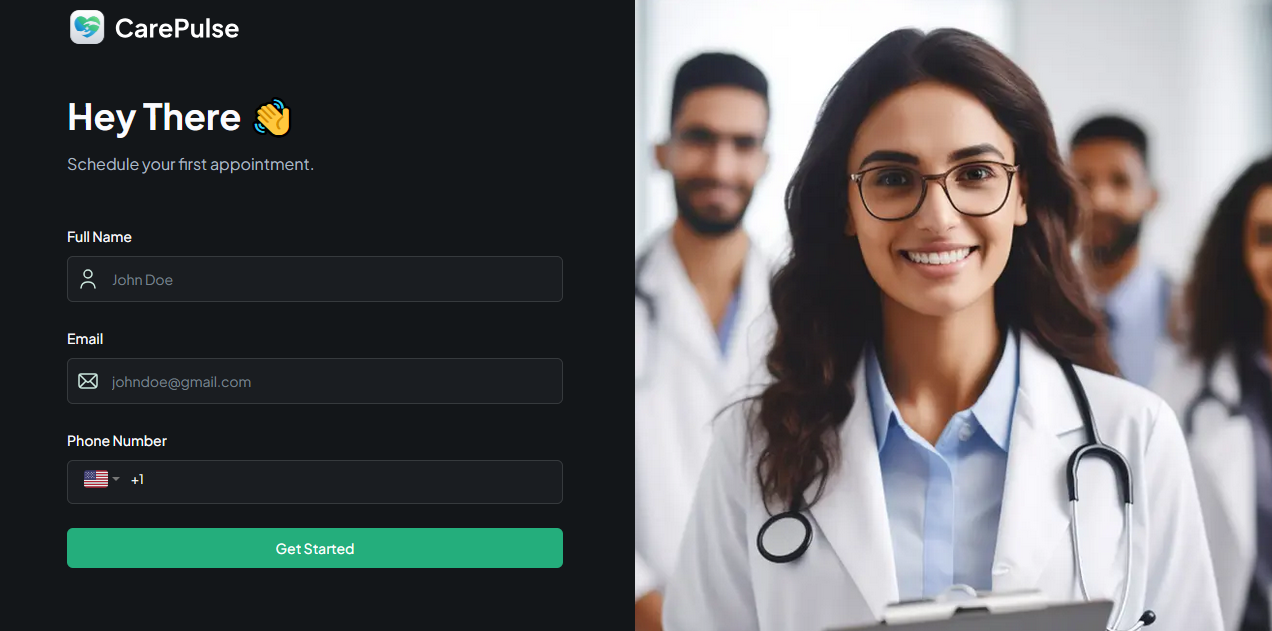 CarePulse
Hey There 👋
Schedule your first appointment.
Full Name
John Doe
Email
johndoe@gmail.com
Phone Number
+1
Get Started